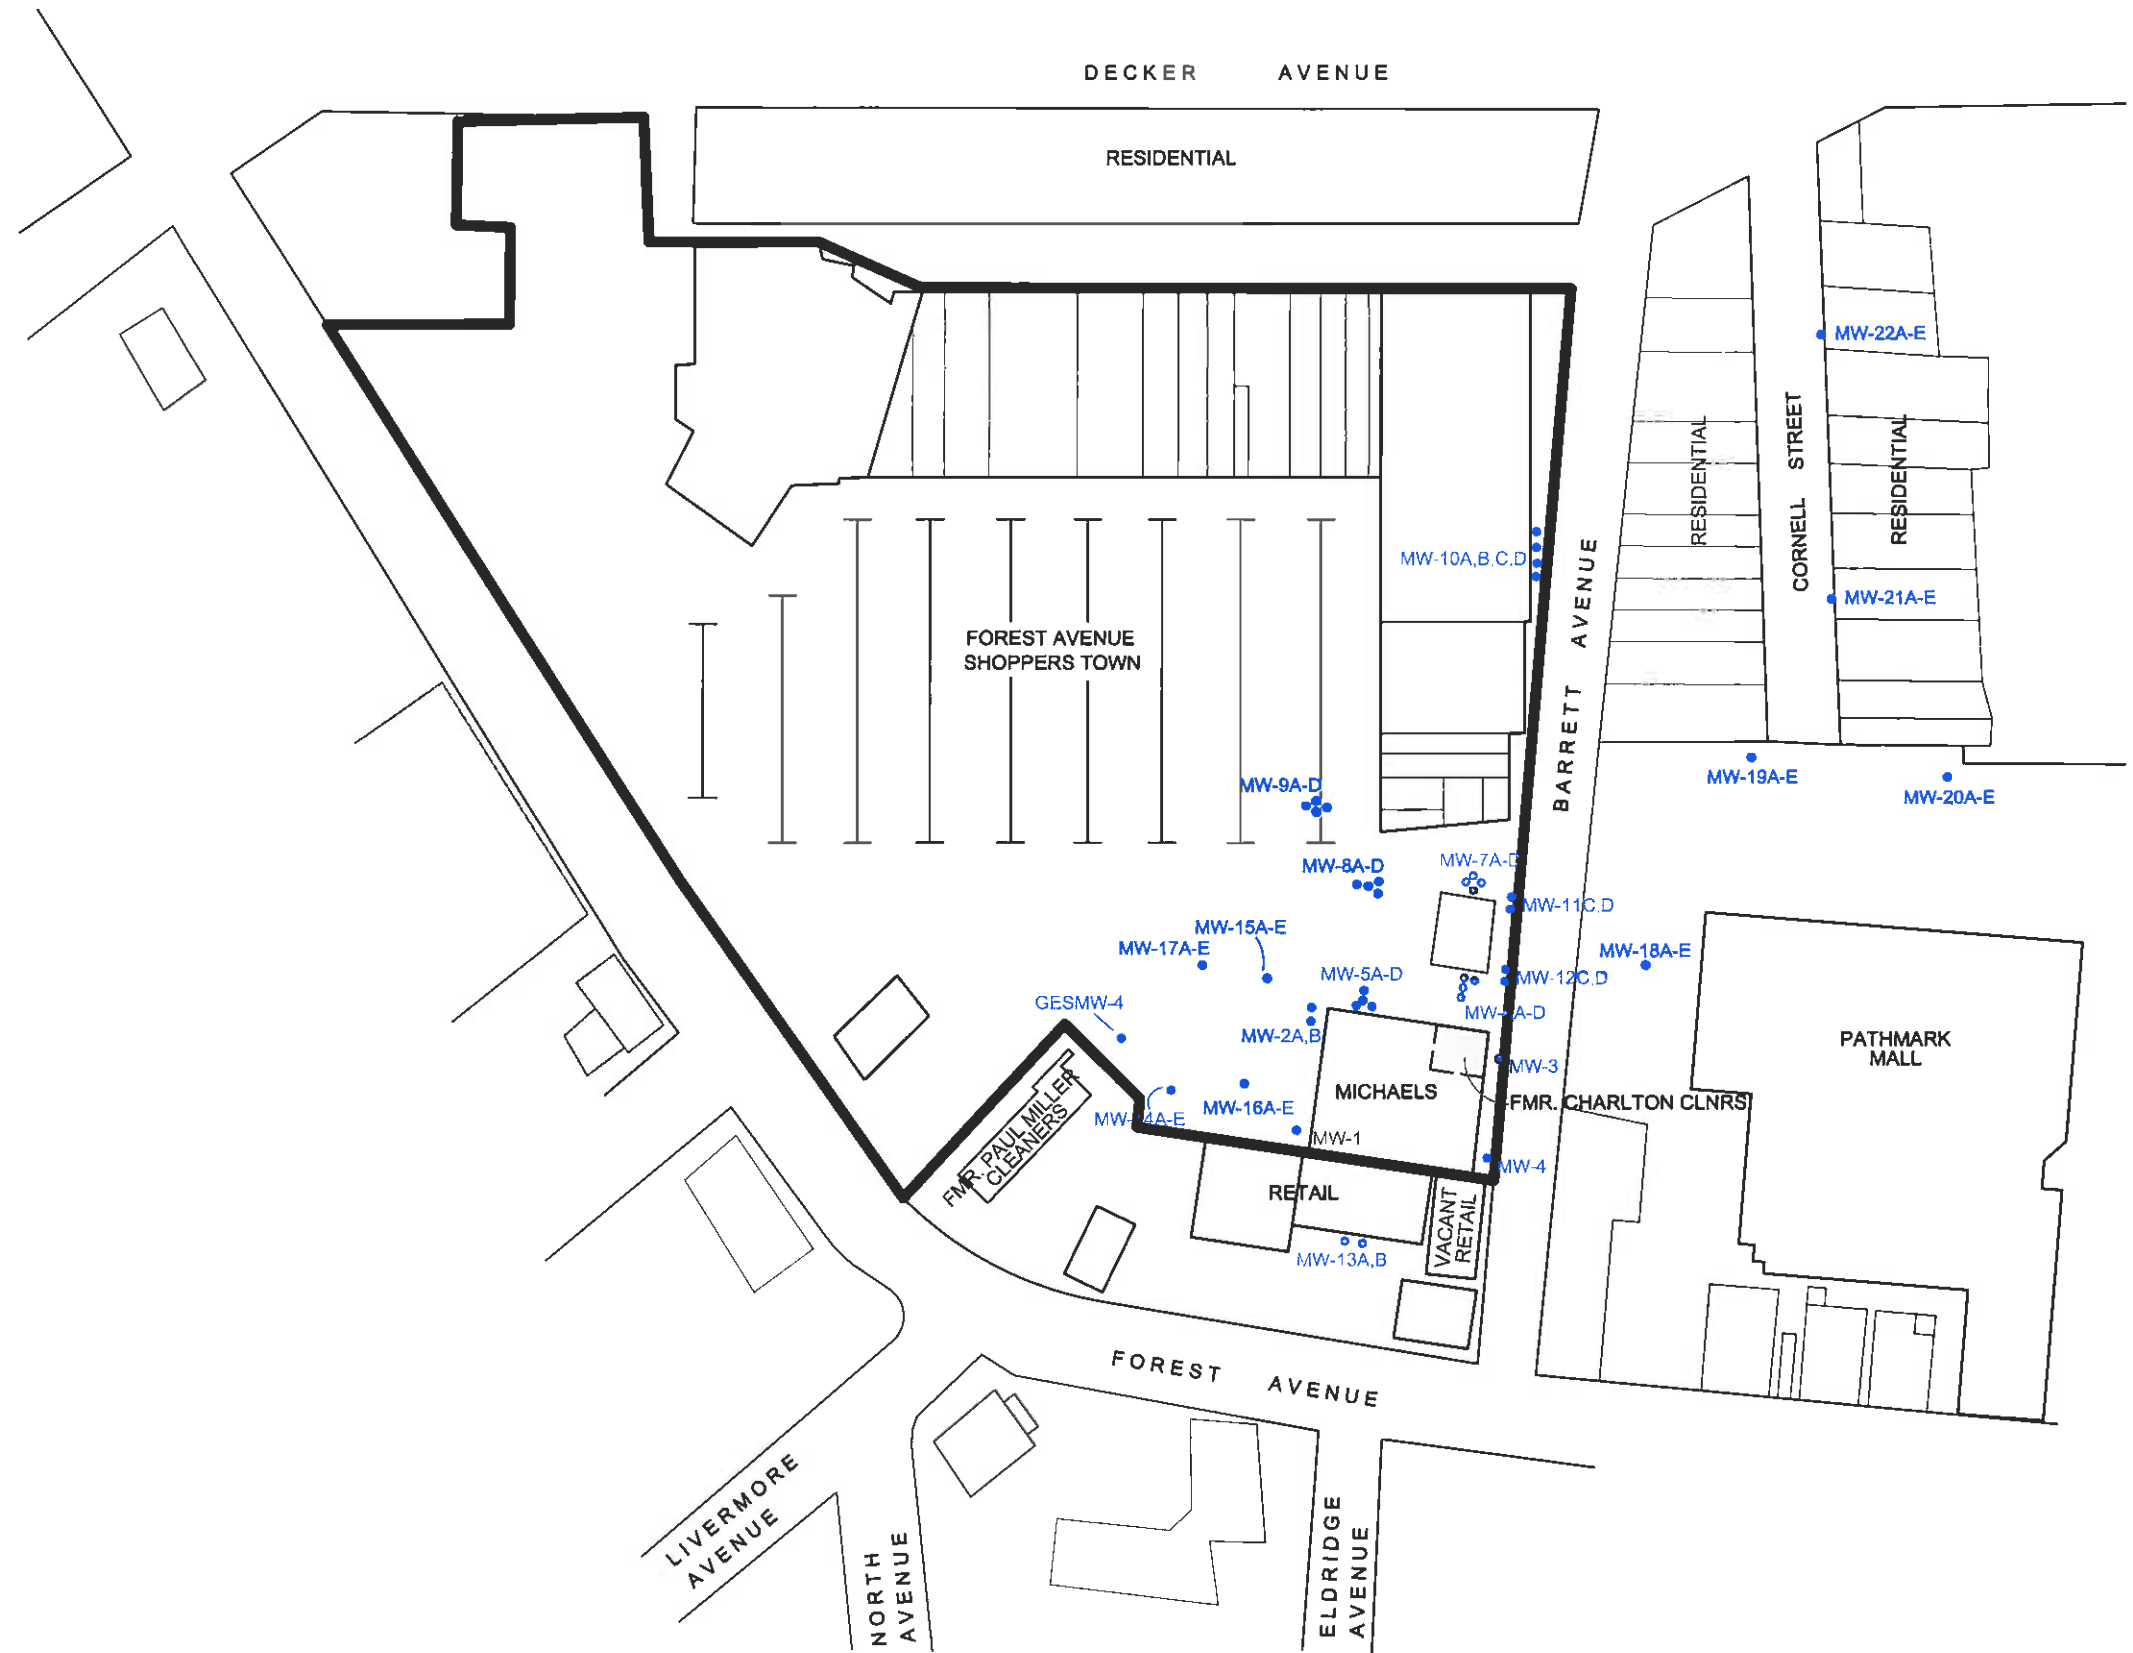 DECKER AVENUE
RESIDENTIAL
MW-22A-E
RESIDENTIAL
CORNELL STREET
RESIDENTIAL
MW-10A,B,C,D
BARRETT AVENUE
MW-21A-E
FOREST AVENUE
SHOPPERS TOWN
MW-19A-E
MW-20A-E
MW-9A-D
MW-8A-D
MW-7A-D
MW-11C,D
MW-15A-E
MW-17A-E
MW-18A-E
MW-5A-D
MW-12C,D
GESMW-4
MW-2A,B
A-D
PATHMARK
MALL
MW-3
MICHAELS
FMR. CHARLTON CLNRS
FMR. PAUL MILLER
CLEANERS
MW-14A-E
MW-16A-E
MW-1
MW-4
RETAIL
VACANT
RETAIL
MW-13A,B
FOREST AVENUE
LIVERMORE
AVENUE
NORTH
AVENUE
ELDRIDGE
AVENUE